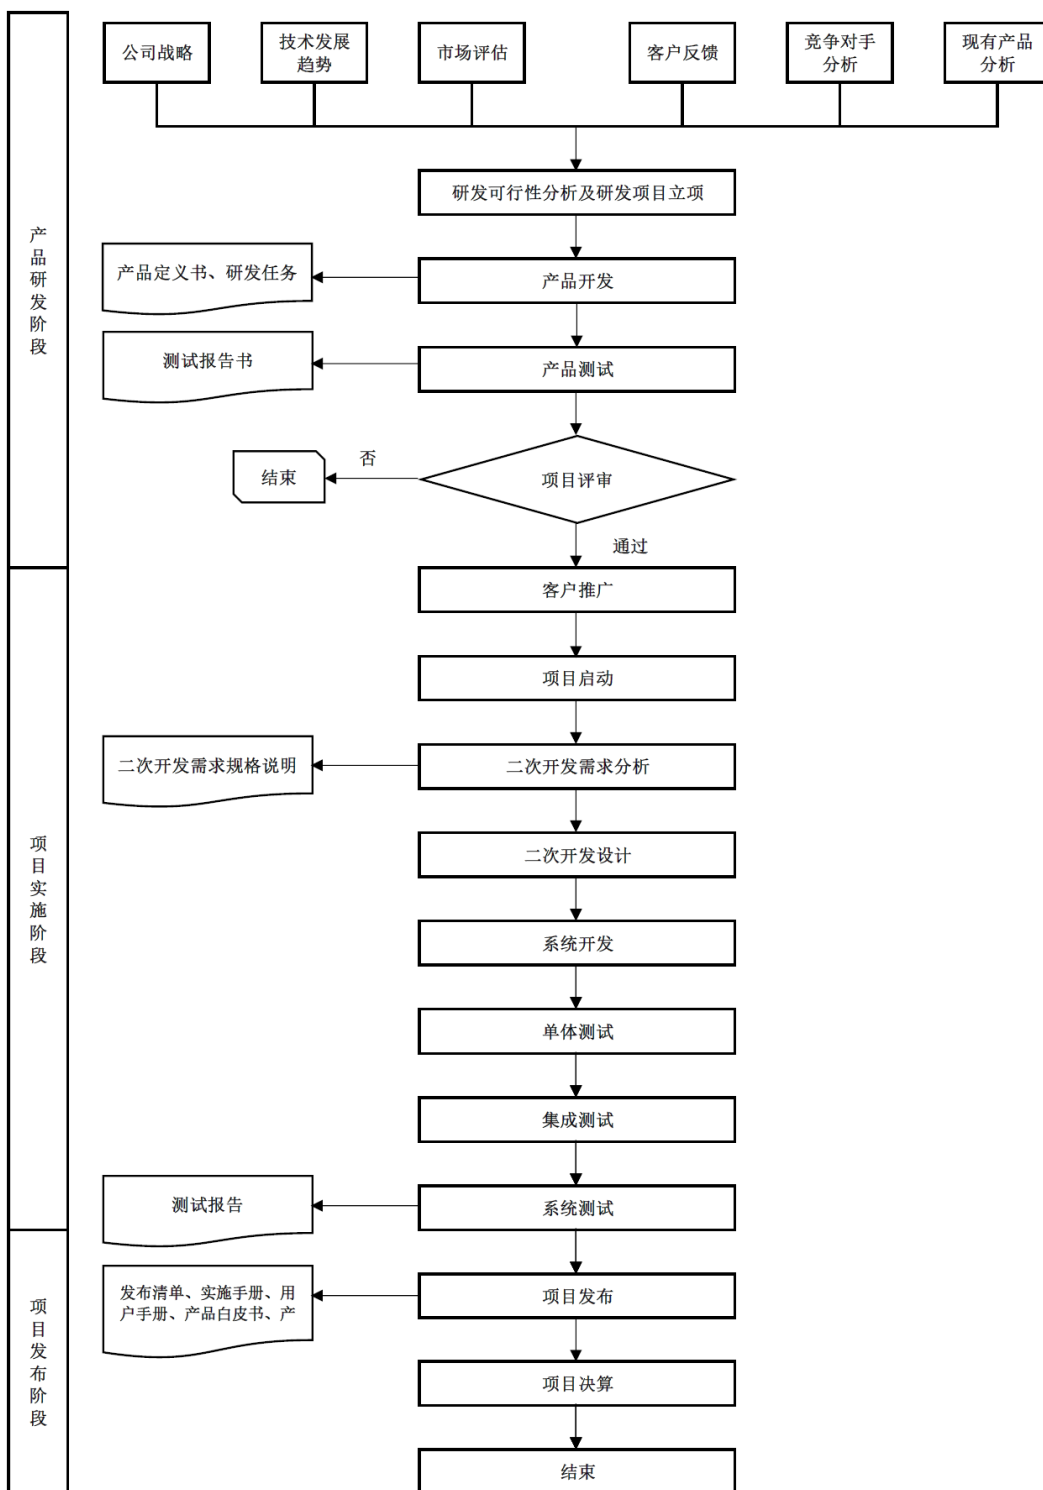 公司战略
技术发展
趋势
市场评估
客户反馈
竞争对手
分析
现有产品
分析
产品研发阶段
研发可行性分析及研发项目立项
产品定义书、研发任务
产品开发
测试报告书
产品测试
结束
否
项目评审
通过
项目实施阶段
客户推广
项目启动
二次开发需求规格说明
二次开发需求分析
二次开发设计
系统开发
单体测试
集成测试
测试报告
系统测试
项目发布阶段
发布清单、实施手册、用
户手册、产品白皮书、产
项目发布
项目决算
结束